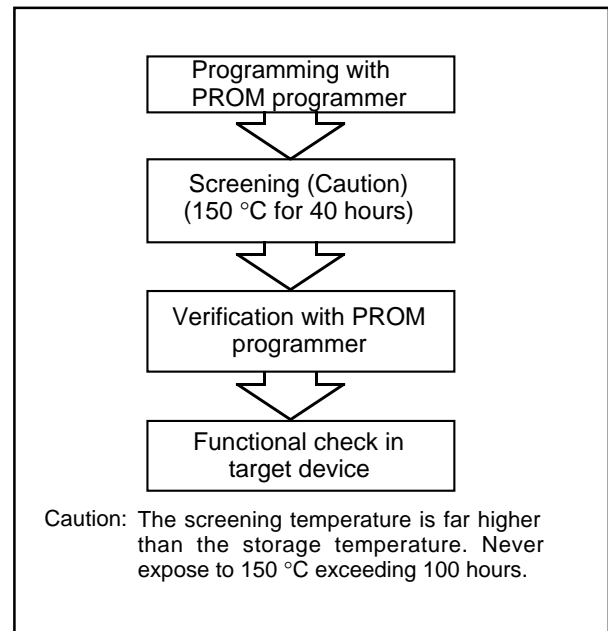 Programming with
PROM programmer
Screening (Caution)
(150 °C for 40 hours)
Verification with PROM
programmer
Functional check in
target device
Caution: The screening temperature is far higher
than the storage temperature. Never
expose to 150 °C exceeding 100 hours.